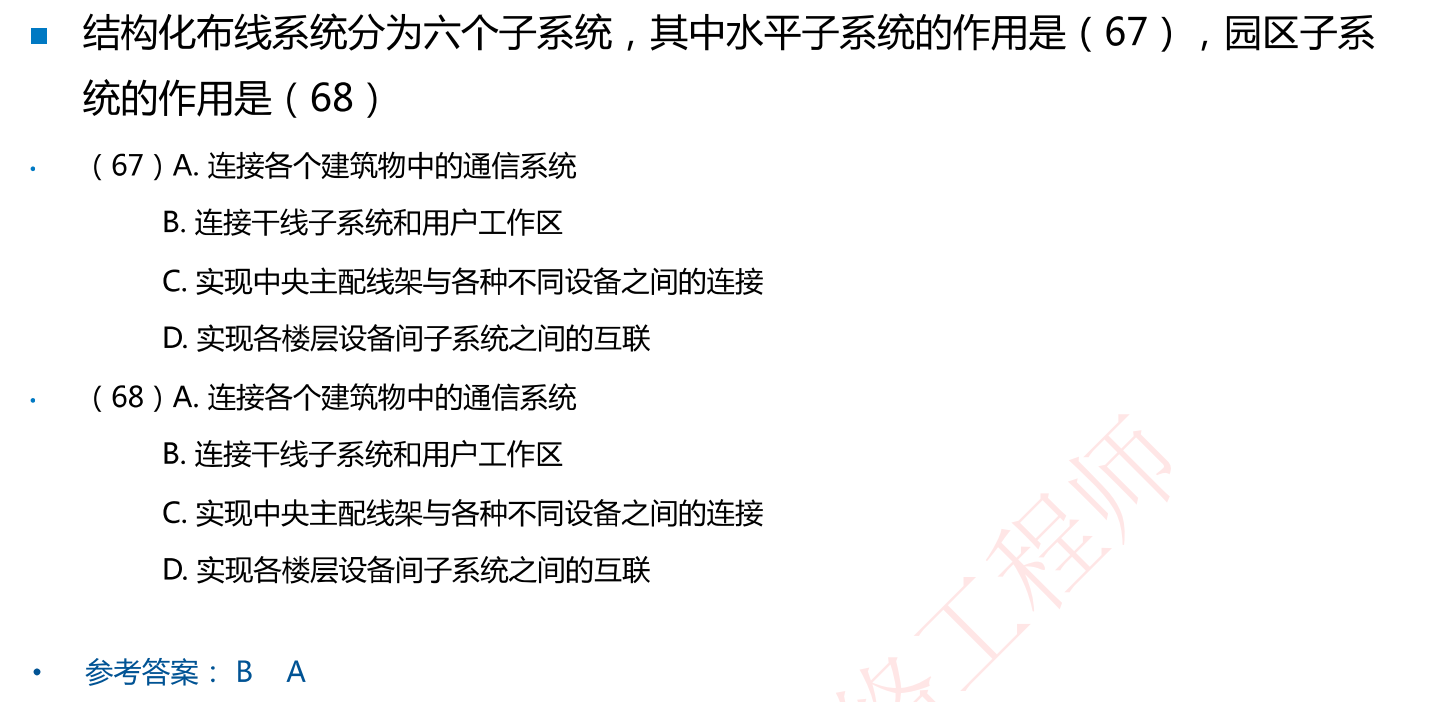 结构化布线系统分为六个子系统，其中水平子系统的作用是（67），园区子系
统的作用是（68）
（67）A. 连接各个建筑物中的通信系统
B. 连接干线子系统和用户工作区
C. 实现中央主配线架与各种不同设备之间的连接
D. 实现各楼层设备间子系统之间的互联
（68）A. 连接各个建筑物中的通信系统
B. 连接干线子系统和用户工作区
C. 实现中央主配线架与各种不同设备之间的连接
D. 实现各楼层设备间子系统之间的互联
参考答案： B A
工程师